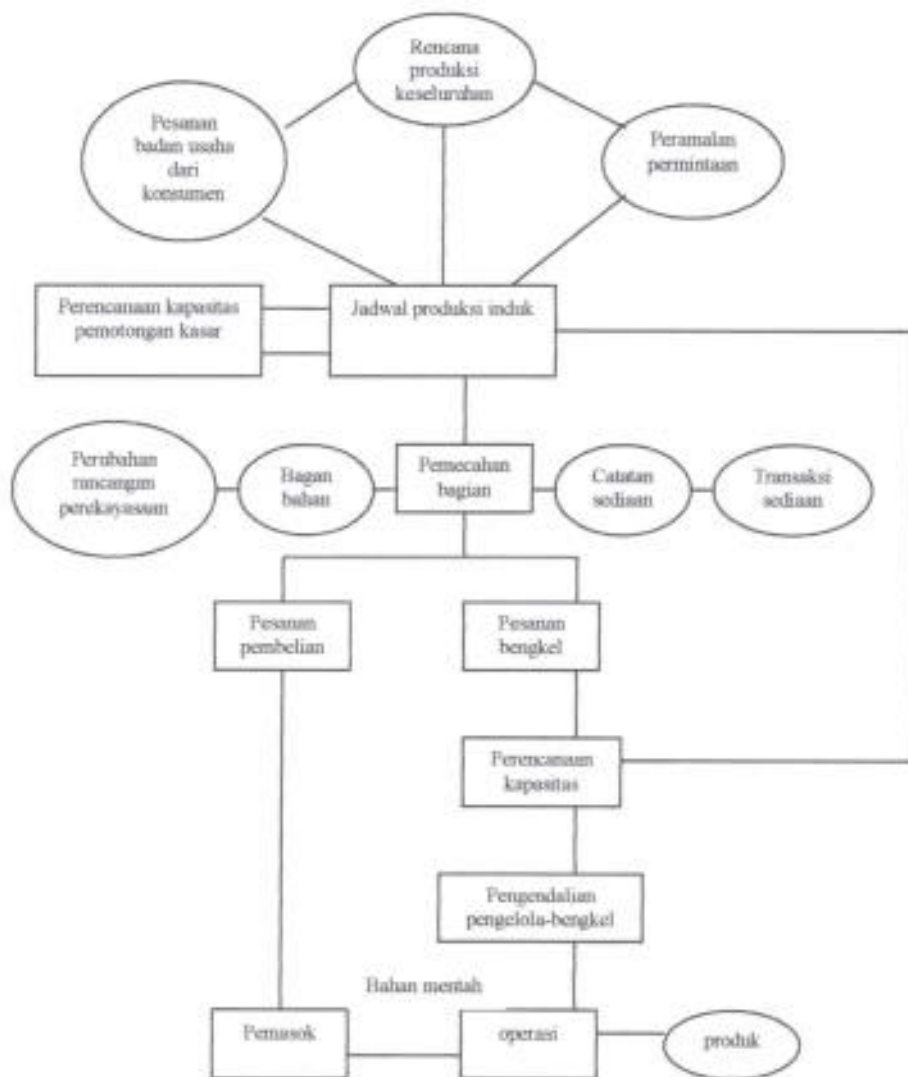 Rencana
produksi
keseluruhan
Pesanan
badan usaha
dari
konsumen
Peramalan
permintaan
Perencanaan kapasitas
pemotongan kasar
Jadwal produksi induk
Perubahan
rancangan
perekayasaan
Bagan
bahan
Pemecahan
bagian
Catatan
sediaan
Transaksi
sediaan
Pesanan
pembelian
Pesanan
bengkel
Perencanaan
kapasitas
Pengendalian
pengelola-bengkel
Bahan mentah
Pemasok
operasi
produk